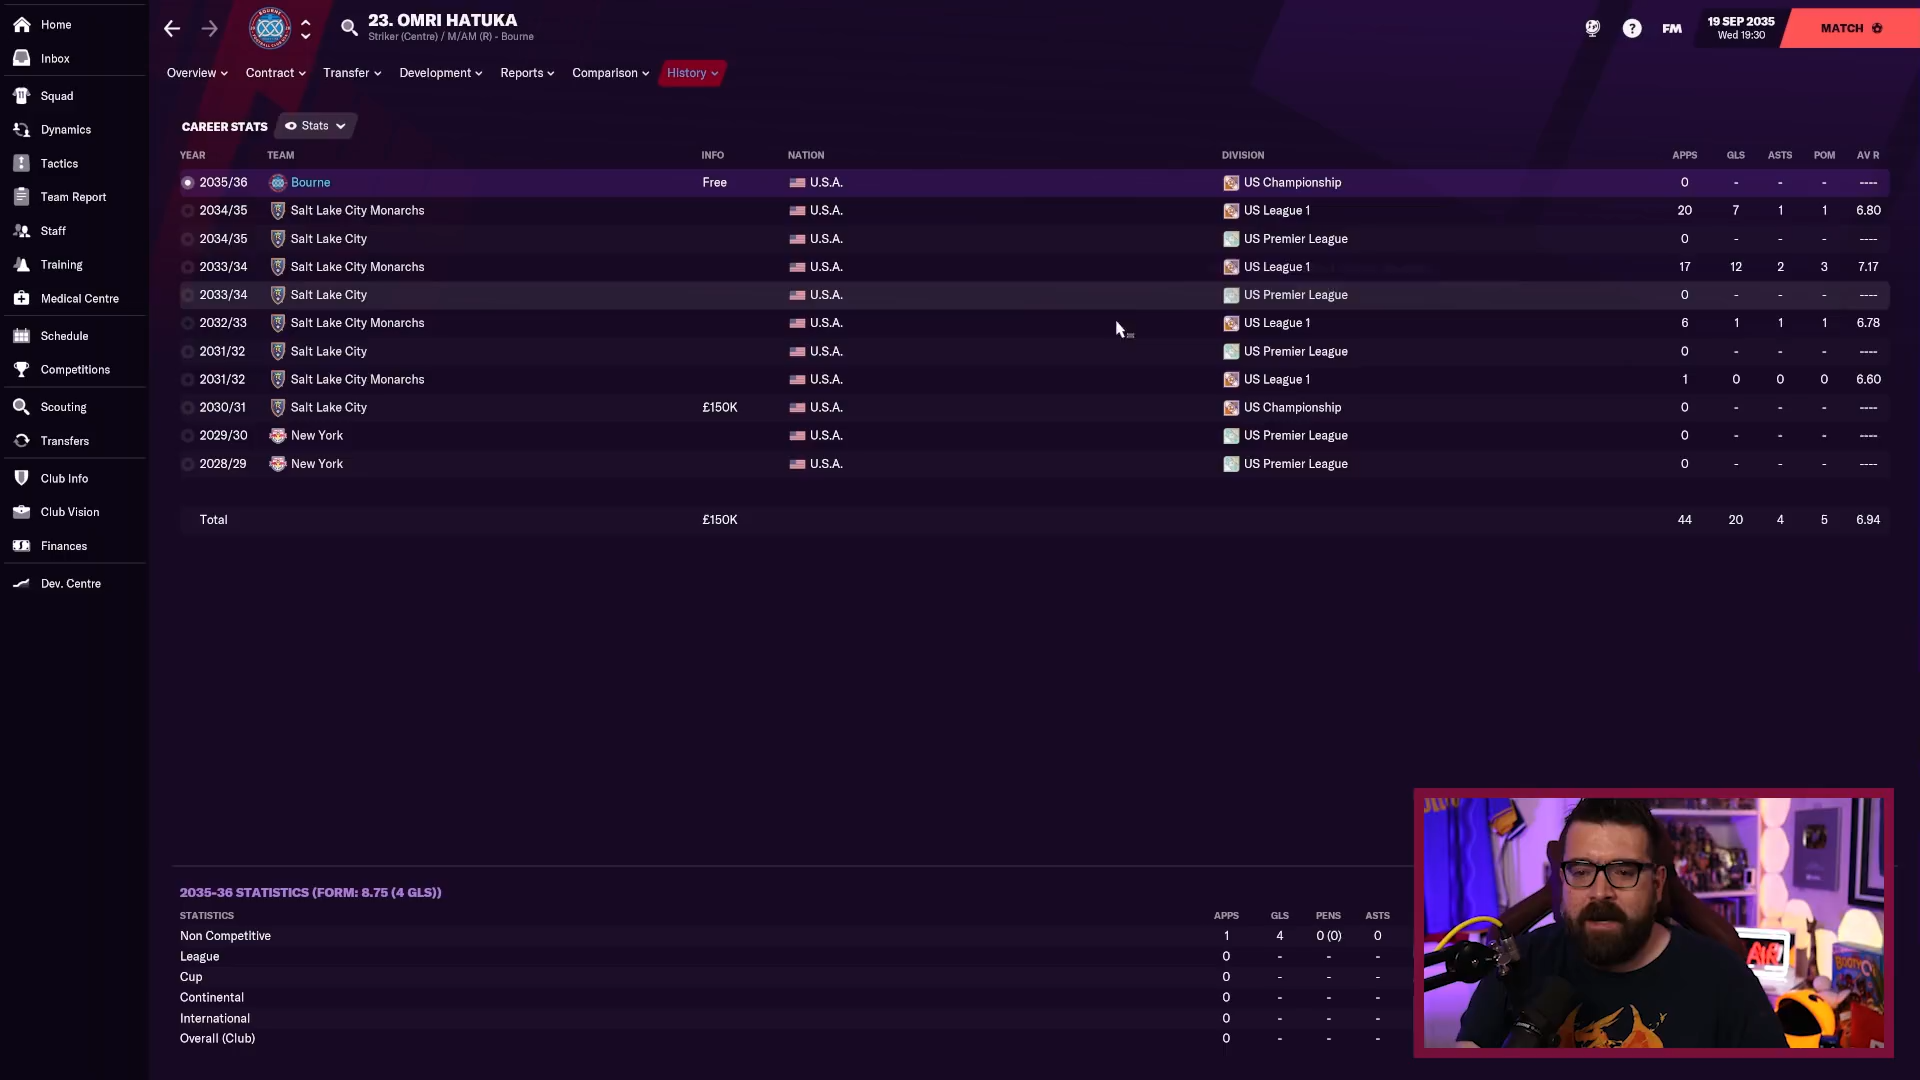 Home
Inbox
Squad
Dynamics
Tactics
Team Report
Staff
Training
Medical Centre
Schedule
Competitions
Scouting
Transfers
Club Info
Club Vision
Finances
Dev. Centre
23. OMRI HATUKA
Striker (Centre) / M/AM (R) - Bourne
FM
19 SEP 2035
Wed 19:30
MATCH
Overview Contract Transfer Development Reports Comparison History
CAREER STATS Stats
YEAR TEAM INFO NATION DIVISION APPS GLS ASTS POM AV R
2035/36 Bourne Free U.S.A. US Championship 0 - - - ----
2034/35 Salt Lake City Monarchs U.S.A. US League 1 20 7 1 1 6.80
2034/35 Salt Lake City U.S.A. US Premier League 0 - - - ----
2033/34 Salt Lake City Monarchs U.S.A. US League 1 17 12 2 3 7.17
2033/34 Salt Lake City U.S.A. US Premier League 0 - - - ----
2032/33 Salt Lake City Monarchs U.S.A. US League 1 6 1 1 1 6.78
2031/32 Salt Lake City U.S.A. US Premier League 0 - - - ----
2031/32 Salt Lake City Monarchs U.S.A. US League 1 1 0 0 0 6.60
2030/31 Salt Lake City £150K U.S.A. US Championship 0 - - - ----
2029/30 New York U.S.A. US Premier League 0 - - - ----
2028/29 New York U.S.A. US Premier League 0 - - - ----
Total £150K 44 20 4 5 6.94
2035-36 STATISTICS (FORM: 8.75 (4 GLS))
STATISTICS APPS GLS PENS ASTS
Non Competitive 1 4 0 (0) 0
League 0 - - -
Cup 0 - - -
Continental 0 - - -
International 0 - - -
Overall (Club) 0 - - -
AIR